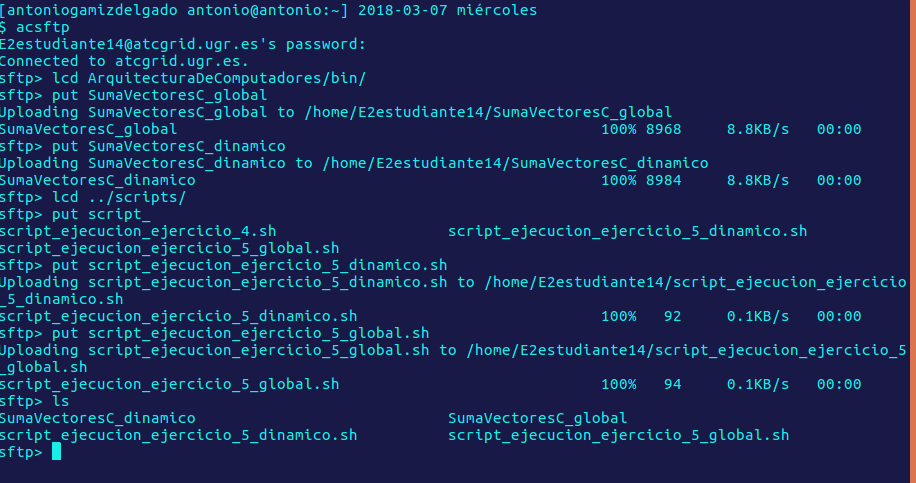 [antoniogamizdelgado antonio@antonio:~] 2018-03-07 miércoles
$ acsftp
E2estudiante14@atcgrid.ugr.es's password:
Connected to atcgrid.ugr.es.
sftp> lcd ArquitecturaDeComputadores/bin/
sftp> put SumaVectoresC_global
Uploading SumaVectoresC_global to /home/E2estudiante14/SumaVectoresC_global
SumaVectoresC_global 100% 8968 8.8KB/s 00:00
sftp> put SumaVectoresC_dinamico
Uploading SumaVectoresC_dinamico to /home/E2estudiante14/SumaVectoresC_dinamico
SumaVectoresC_dinamico 100% 8984 8.8KB/s 00:00
sftp> lcd ../scripts/
sftp> put script_
script_ejecucion_ejercicio_4.sh script_ejecucion_ejercicio_5_dinamico.sh
script_ejecucion_ejercicio_5_global.sh
sftp> put script_ejecucion_ejercicio_5_dinamico.sh
Uploading script_ejecucion_ejercicio_5_dinamico.sh to /home/E2estudiante14/script_ejecucion_ejercicio
_5_dinamico.sh
script_ejecucion_ejercicio_5_dinamico.sh 100% 92 0.1KB/s 00:00
sftp> put script_ejecucion_ejercicio_5_global.sh
Uploading script_ejecucion_ejercicio_5_global.sh to /home/E2estudiante14/script_ejecucion_ejercicio_5
_global.sh
script_ejecucion_ejercicio_5_global.sh 100% 94 0.1KB/s 00:00
sftp> ls
SumaVectoresC_dinamico SumaVectoresC_global
script_ejecucion_ejercicio_5_dinamico.sh script_ejecucion_ejercicio_5_global.sh
sftp>